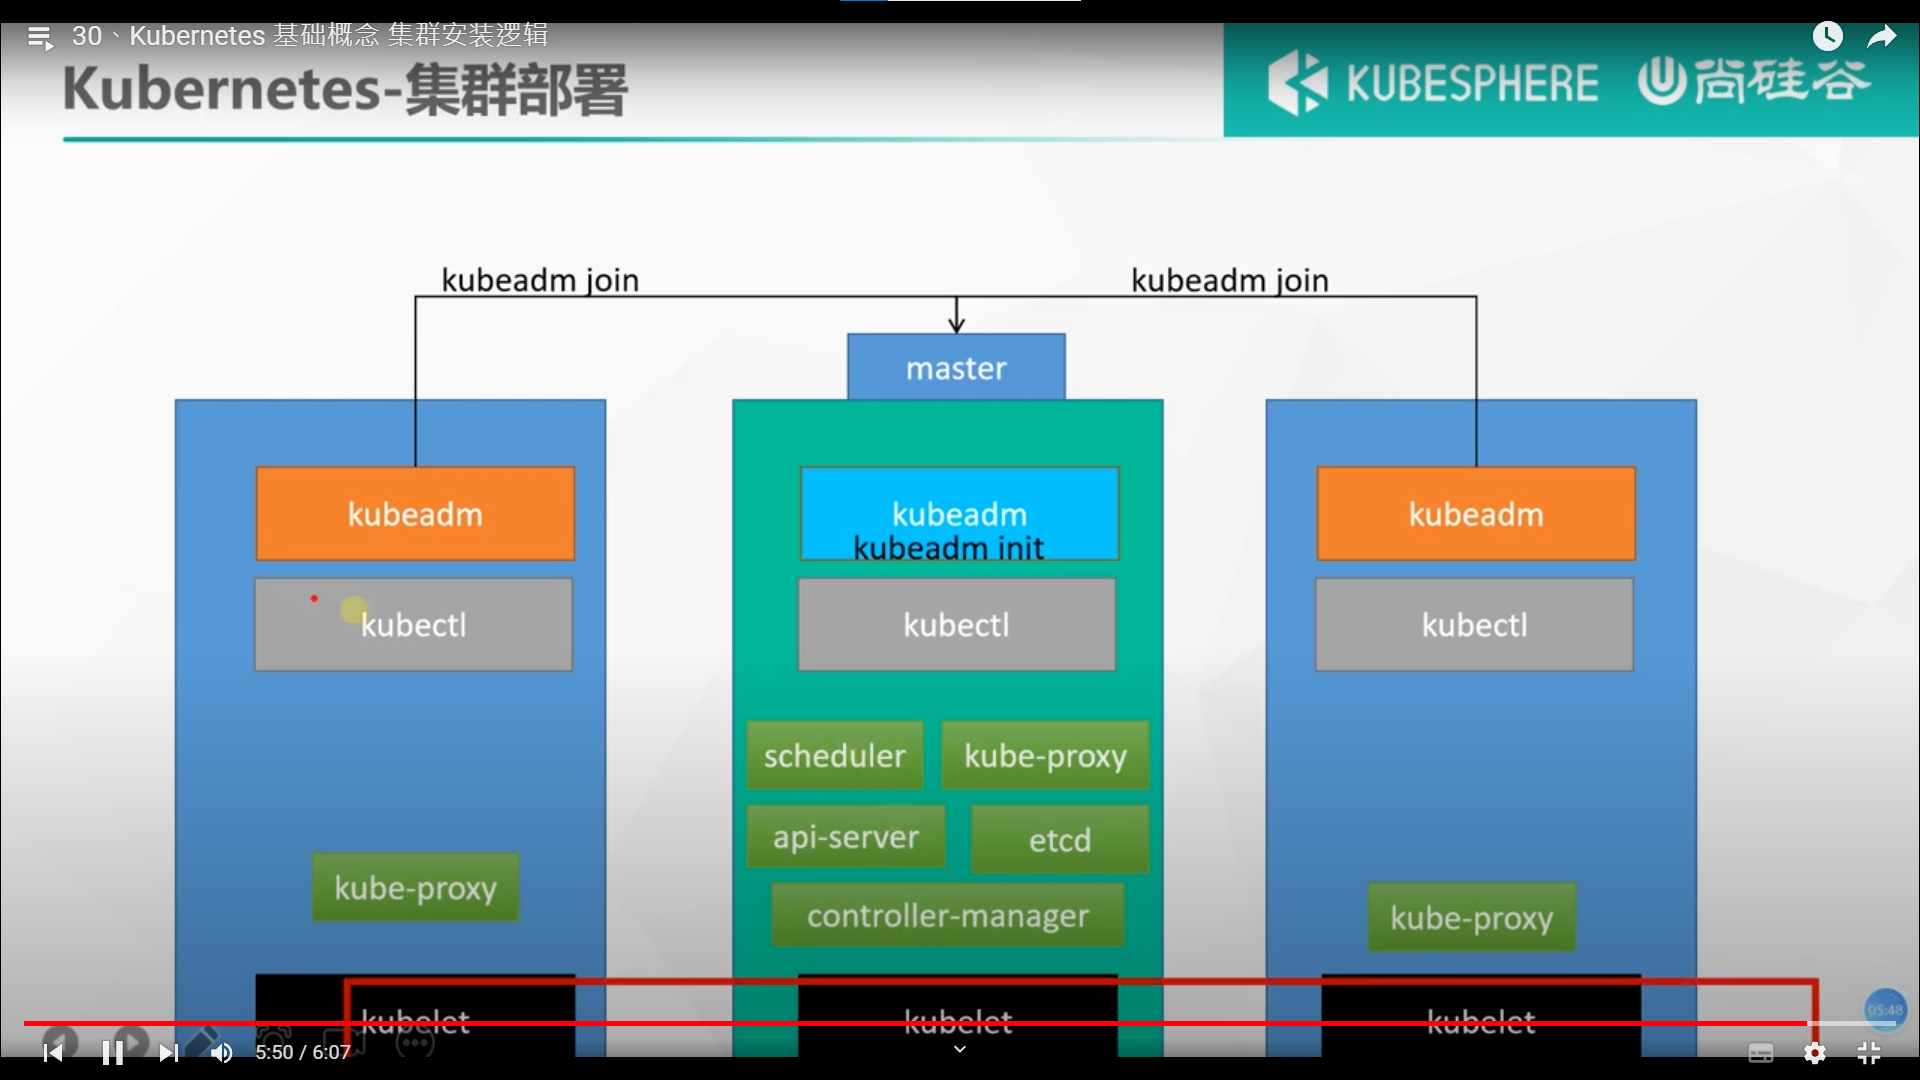 30、Kubernetes 基础概念 集群安装逻辑
Kubernetes-集群部署
KUBESPHERE
尚硅谷
kubeadm join
kubeadm join
master
kubeadm
kubeadm
kubeadm init
kubeadm
kubectl
kubectl
kubectl
scheduler
kube-proxy
api-server
etcd
kube-proxy
controller-manager
kube-proxy
kubelet
kubelet
kubelet
05:48
5:50 / 6:07